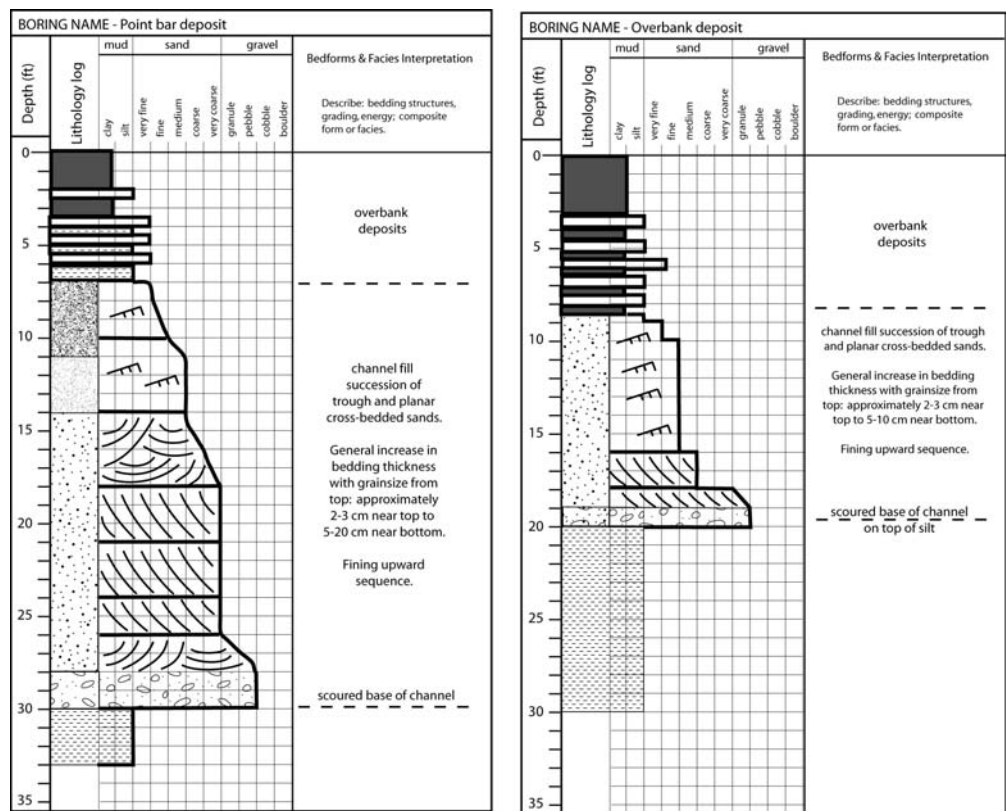 BORING NAME - Point bar deposit
Depth (ft)
Lithology log
mud
sand
gravel
clay
silt
very fine
fine
medium
coarse
very coarse
granule
pebble
cobble
boulder
Bedforms & Facies Interpretation
Describe: bedding structures,
grading, energy; composite
form or facies.
0
5
10
15
20
25
30
35
overbank
deposits
channel fill
succession of
trough and planar
cross-bedded sands.
General increase in
bedding thickness
with grainsize from
top: approximately
2-3 cm near top to
5-20 cm near bottom.
Fining upward
sequence.
scoured base of channel
BORING NAME - Overbank deposit
Depth (ft)
Lithology log
mud
sand
gravel
clay
silt
very fine
fine
medium
coarse
very coarse
granule
pebble
cobble
boulder
Bedforms & Facies Interpretation
Describe: bedding structures,
grading, energy; composite
form or facies.
0
5
10
15
20
25
30
35
overbank
deposits
channel fill succession of trough
and planar cross-bedded sands.
General increase in bedding
thickness with grainsize from
top: approximately 2-3 cm near
top to 5-10 cm near bottom.
Fining upward sequence.
scoured base of channel
on top of silt